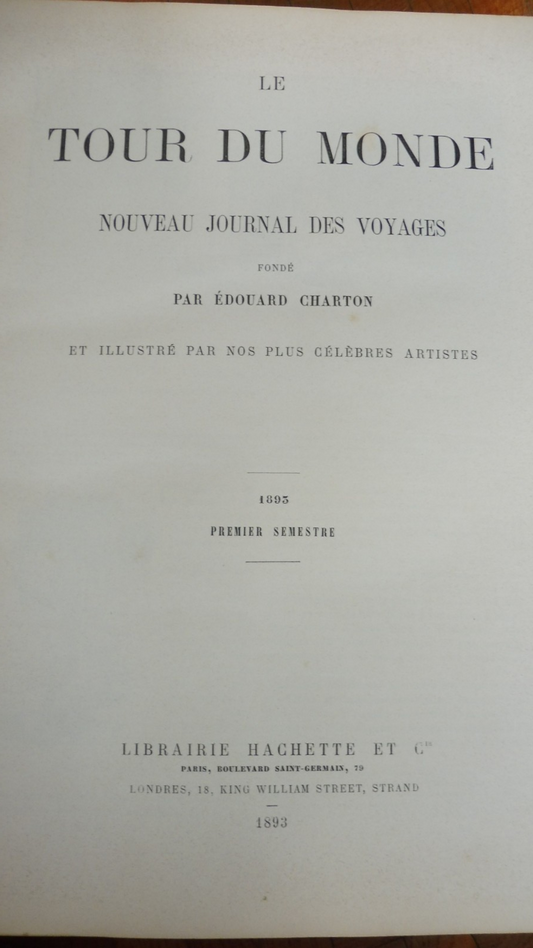 LE
TOUR DU MONDE
NOUVEAU JOURNAL DES VOYAGES
FONDÉ
PAR ÉDOUARD CHARTON
ET ILLUSTRÉ PAR NOS PLUS CÉLÈBRES ARTISTES
1893
PREMIER SEMESTRE
LIBRAIRIE HACHETTE ET Cie
PARIS, BOULEVARD SAINT-GERMAIN, 79
LONDRES, 18, KING WILLIAM STREET, STRAND
1893